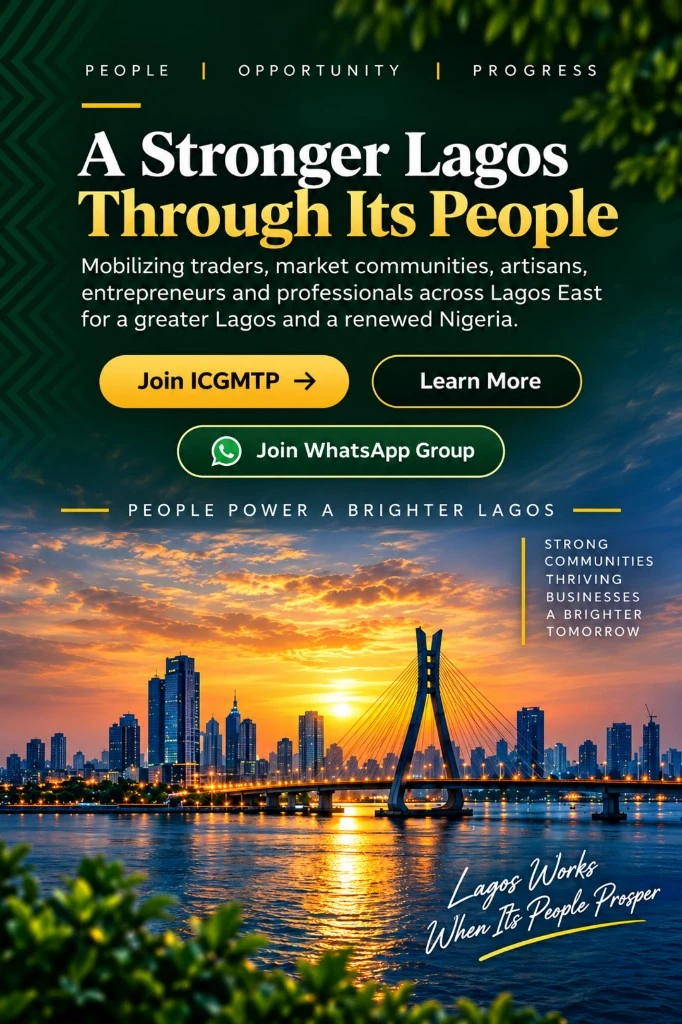 PEOPLE | OPPORTUNITY | PROGRESS
A Stronger Lagos
Through Its People
Mobilizing traders, market communities, artisans,
entrepreneurs and professionals across Lagos East
for a greater Lagos and a renewed Nigeria.
Join ICGMTP →
Learn More
Join WhatsApp Group
PEOPLE POWER A BRIGHTER LAGOS
STRONG
COMMUNITIES
THRIVING
BUSINESSES
A BRIGHTER
TOMORROW
Lagos Works
When Its People Prosper